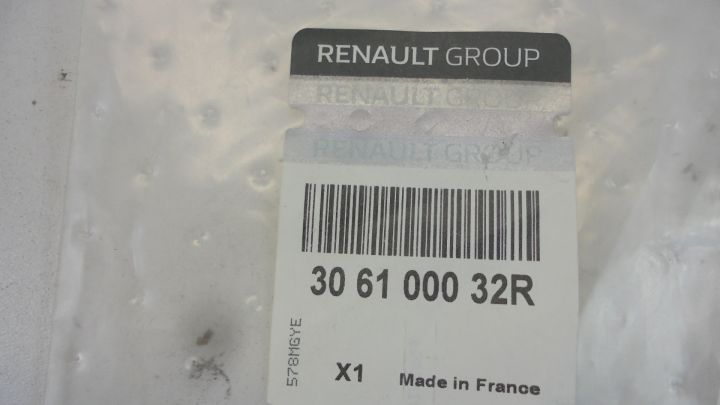 RENAULT GROUP
RENAULT GROUP
RENAULT GROUP
30 61 000 32R
578MGYE
X1
Made in France